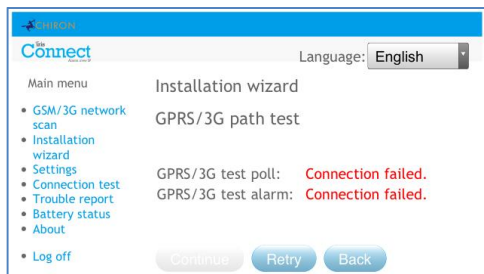 CHIRON
Connect
Language: English
Main menu
Installation wizard
GSM/3G network
scan
GPRS/3G path test
Installation
wizard
Settings
Connection test
Trouble report
Battery status
About
Log off
GPRS/3G test poll: Connection failed.
GPRS/3G test alarm: Connection failed.
Continue Retry Back